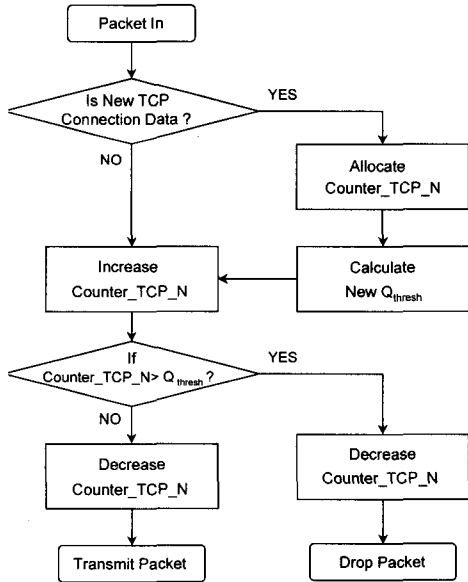 Packet In
Is New TCP
Connection Data ?
YES
NO
Allocate
Counter_TCP_N
Increase
Counter_TCP_N
Calculate
New Qthresh
If
Counter_TCP_N> Qthresh ?
YES
NO
Decrease
Counter_TCP_N
Decrease
Counter_TCP_N
Transmit Packet
Drop Packet